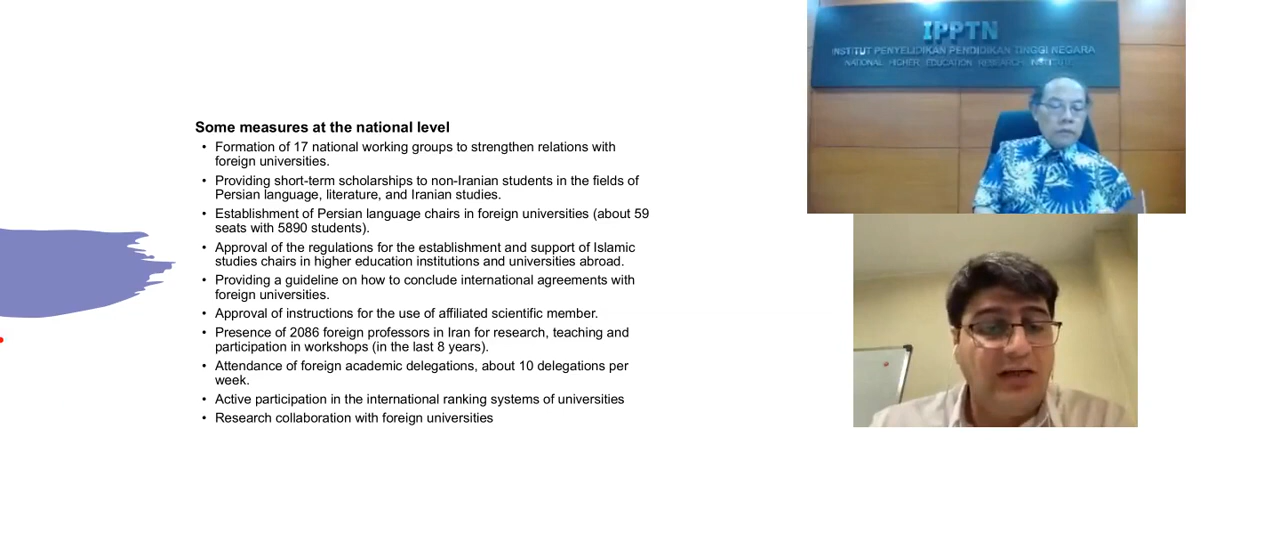 Some measures at the national level
• Formation of 17 national working groups to strengthen relations with
foreign universities.
• Providing short-term scholarships to non-Iranian students in the fields of
Persian language, literature, and Iranian studies.
• Establishment of Persian language chairs in foreign universities (about 59
seats with 5890 students).
• Approval of the regulations for the establishment and support of Islamic
studies chairs in higher education institutions and universities abroad.
• Providing a guideline on how to conclude international agreements with
foreign universities.
• Approval of instructions for the use of affiliated scientific member.
• Presence of 2086 foreign professors in Iran for research, teaching and
participation in workshops (in the last 8 years).
• Attendance of foreign academic delegations, about 10 delegations per
week.
• Active participation in the international ranking systems of universities
• Research collaboration with foreign universities
IPPTN
INSTITUT PENYELIDIKAN PENDIDIKAN TINGGI NEGARA
NATIONAL HIGHER EDUCATION RESEARCH INSTITUTE